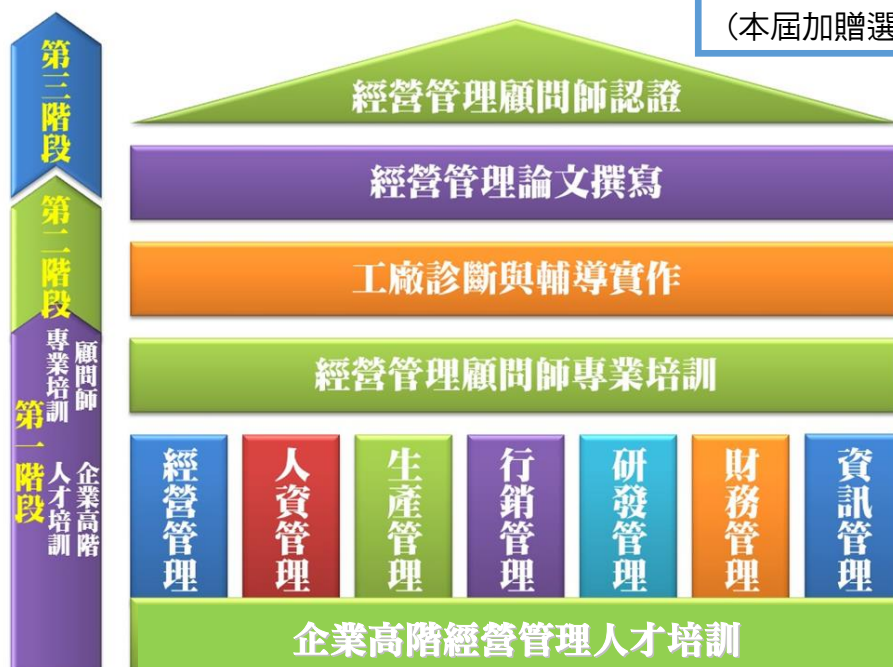 （本屆加贈選
第三階段
經營管理顧問師認證
經營管理論文撰寫
第二階段
工廠診斷與輔導實作
顧問師
專業培訓
經營管理顧問師專業培訓
第一階段
企業高階
人才培訓
經營管理
人資管理
生產管理
行銷管理
研發管理
財務管理
資訊管理
企業高階經營管理人才培訓